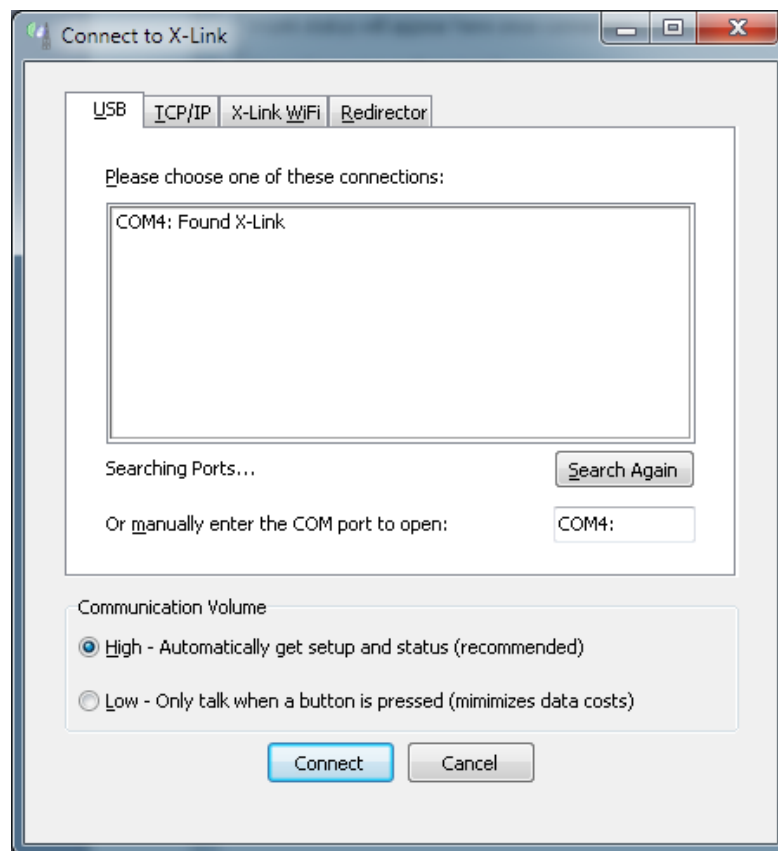 Connect to X-Link
USB TCP/IP X-Link WiFi Redirector
Please choose one of these connections:
COM4: Found X-Link
Searching Ports...
Search Again
Or manually enter the COM port to open:
COM4:
Communication Volume
High - Automatically get setup and status (recommended)
Low - Only talk when a button is pressed (mimimizes data costs)
Connect Cancel